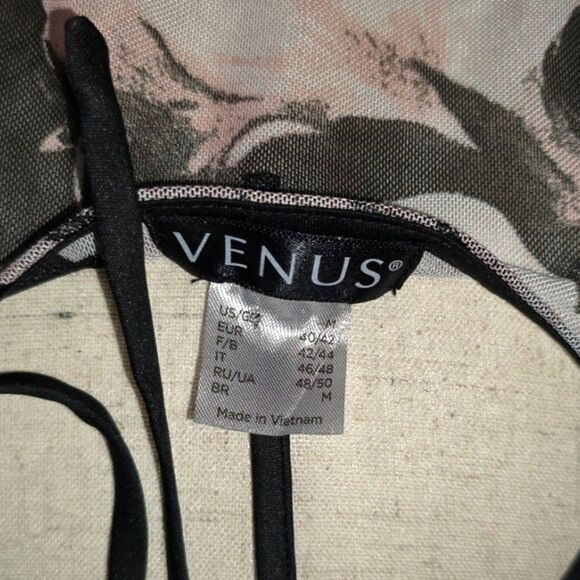 VENUS®
US/GB M
EUR 40/42
F/B 42/44
IT 46/48
RU/UA 48/50
BR M
Made in Vietnam